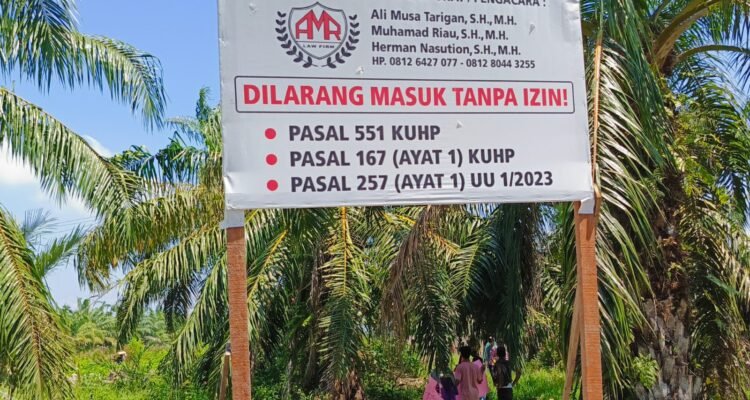 PENGACARA :
Ali Musa Tarigan, S.H., M.H.
Muhamad Riau, S.H., M.H.
Herman Nasution, S.H., M.H.
HP. 0812 6427 077 - 0812 8044 3255
AMR
LAW FIRM
DILARANG MASUK TANPA IZIN!
• PASAL 551 KUHP
• PASAL 167 (AYAT 1) KUHP
• PASAL 257 (AYAT 1) UU 1/2023